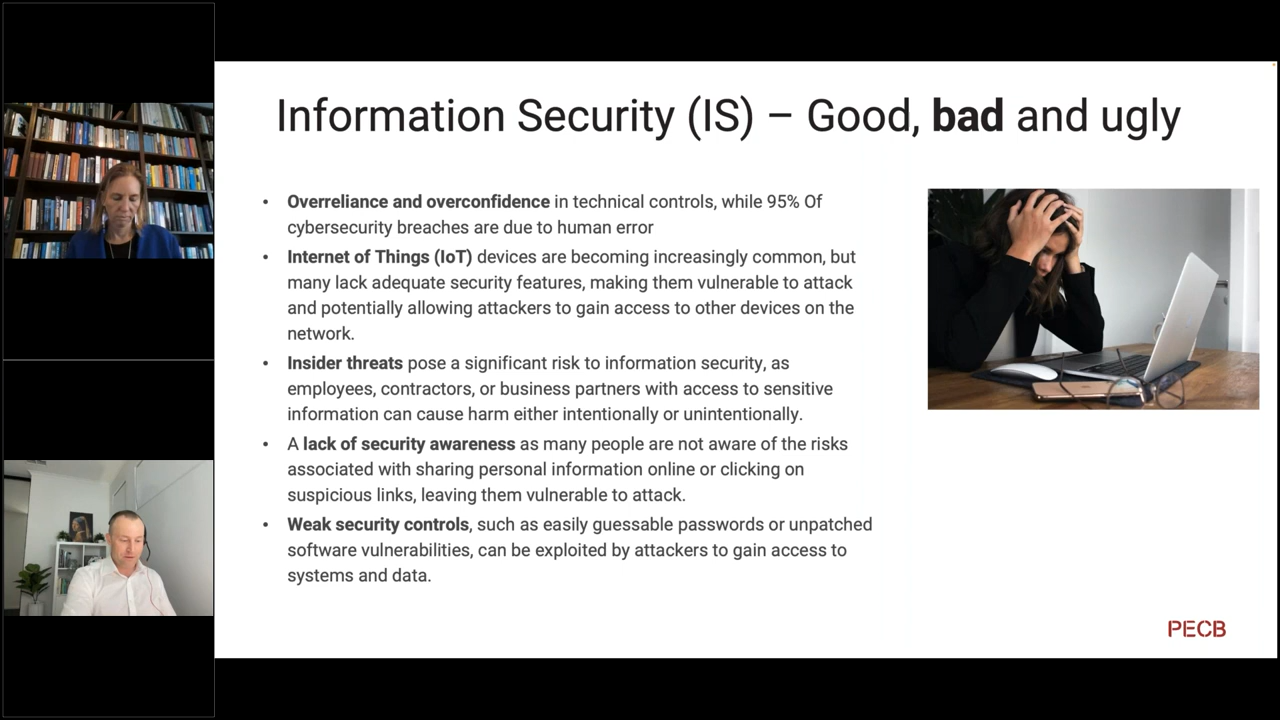 Information Security (IS) – Good, bad and ugly
• Overreliance and overconfidence in technical controls, while 95% Of
cybersecurity breaches are due to human error
• Internet of Things (IoT) devices are becoming increasingly common, but
many lack adequate security features, making them vulnerable to attack
and potentially allowing attackers to gain access to other devices on the
network.
• Insider threats pose a significant risk to information security, as
employees, contractors, or business partners with access to sensitive
information can cause harm either intentionally or unintentionally.
• A lack of security awareness as many people are not aware of the risks
associated with sharing personal information online or clicking on
suspicious links, leaving them vulnerable to attack.
• Weak security controls, such as easily guessable passwords or unpatched
software vulnerabilities, can be exploited by attackers to gain access to
systems and data.
PECB